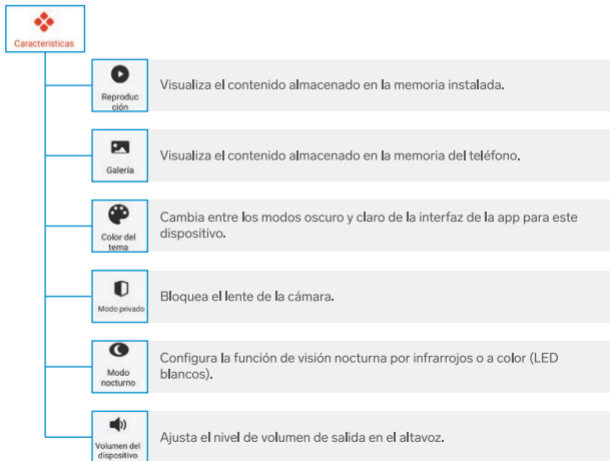 Características
Reproduc
ción
Visualiza el contenido almacenado en la memoria instalada.
Galería
Visualiza el contenido almacenado en la memoria del teléfono.
Color del
tema
Cambia entre los modos oscuro y claro de la interfaz de la app para este
dispositivo.
Modo privado
Bloquea el lente de la cámara.
Modo
nocturno
Configura la función de visión nocturna por infrarrojos o a color (LED
blancos).
Volumen del
dispositivo
Ajusta el nivel de volumen de salida en el altavoz.